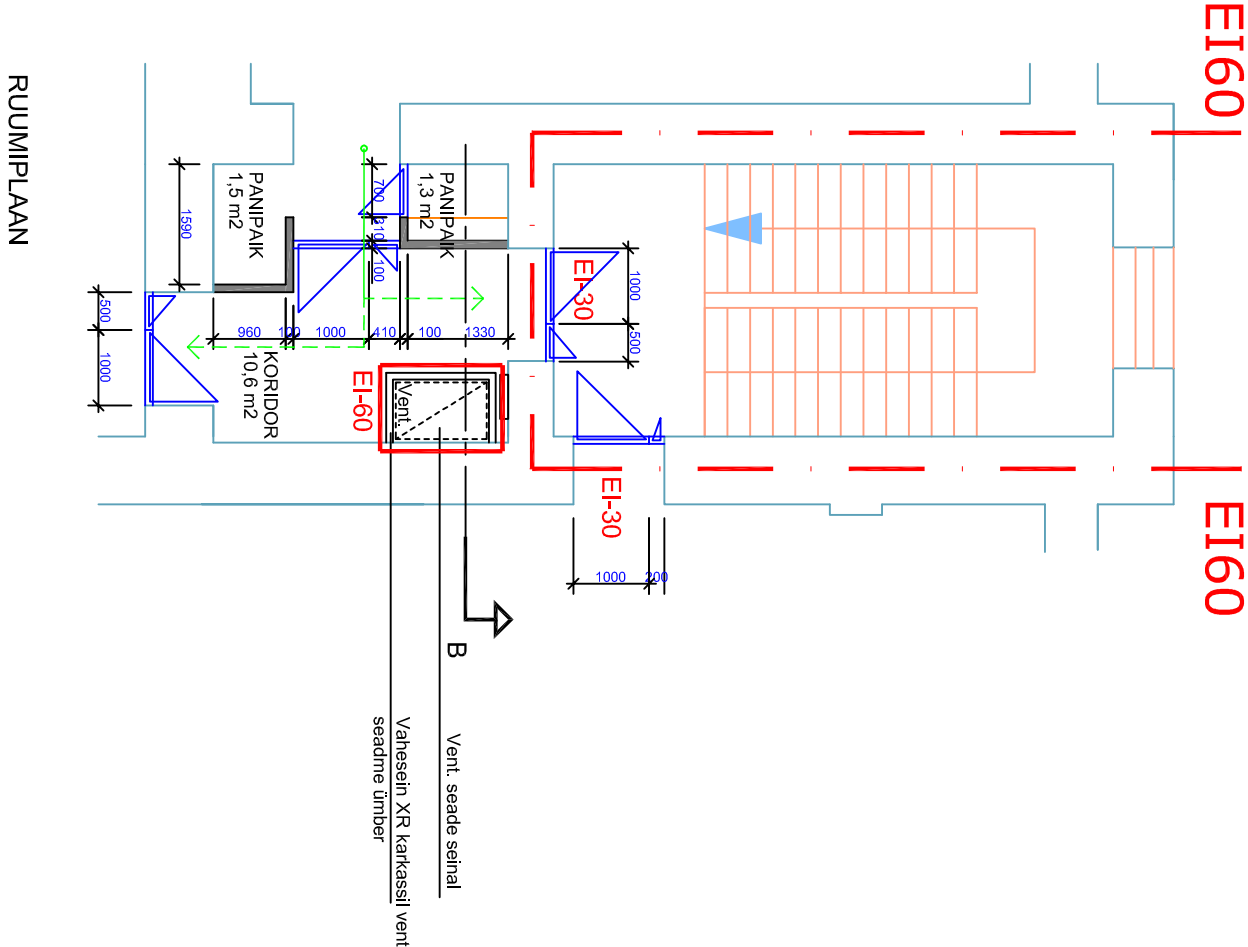 RUUMIPLAAN
EI60
EI60
PANIPAIK
1,5 m2
PANIPAIK
1,3 m2
KORIDOR
10,6 m2
EI-30
EI-30
EI-60
Vent.
B
Vent. seade seinal
Vahesein XR karkassil vent
seadme ümber
1590
500
1000
700
310
100
960
100
1000
410
100
1330
1000
500
1000
200